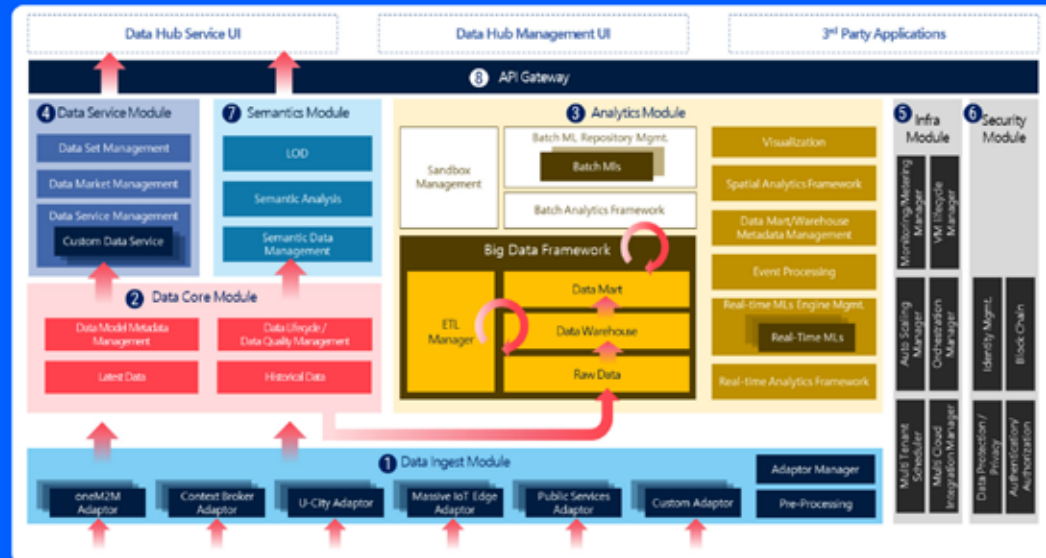 Data Hub Service UI
Data Hub Management UI
3rd Party Applications
8 API Gateway
4 Data Service Module
Data Set Management
Data Market Management
Data Service Management
Custom Data Service
7 Semantics Module
LOD
Semantic Analysis
Semantic Data
Management
3 Analytics Module
Sandbox
Management
Batch ML Repository Mgmt.
Batch Mls
Batch Analytics Framework
Big Data Framework
ETL
Manager
Data Mart
Data Warehouse
Raw Data
Visualization
Spatial Analytics Framework
Data Mart/Warehouse
Metadata Management
Event Processing
Real-time MLs Engine Mgmt.
Real-Time MLs
Real-time Analytics Framework
5 Infra
Module
Monitoring/Metering
Manager
VM lifecycle
Manager
Auto Scaling
Manager
Orchestration
Manager
Multi Tenant
Scheduler
Multi Cloud
Integration Manager
6 Security
Module
Identity Mgmt.
Block Chain
Data Protection /
Privacy
Authentication/
Authorization
2 Data Core Module
Data Model Metadata
Management
Data Lifecycle /
Data Quality Management
Latest Data
Historical Data
1 Data Ingest Module
oneM2M
Adaptor
Context Broker
Adaptor
U-City Adaptor
Massive IoT Edge
Adaptor
Public Services
Adaptor
Custom Adaptor
Adaptor Manager
Pre-Processing